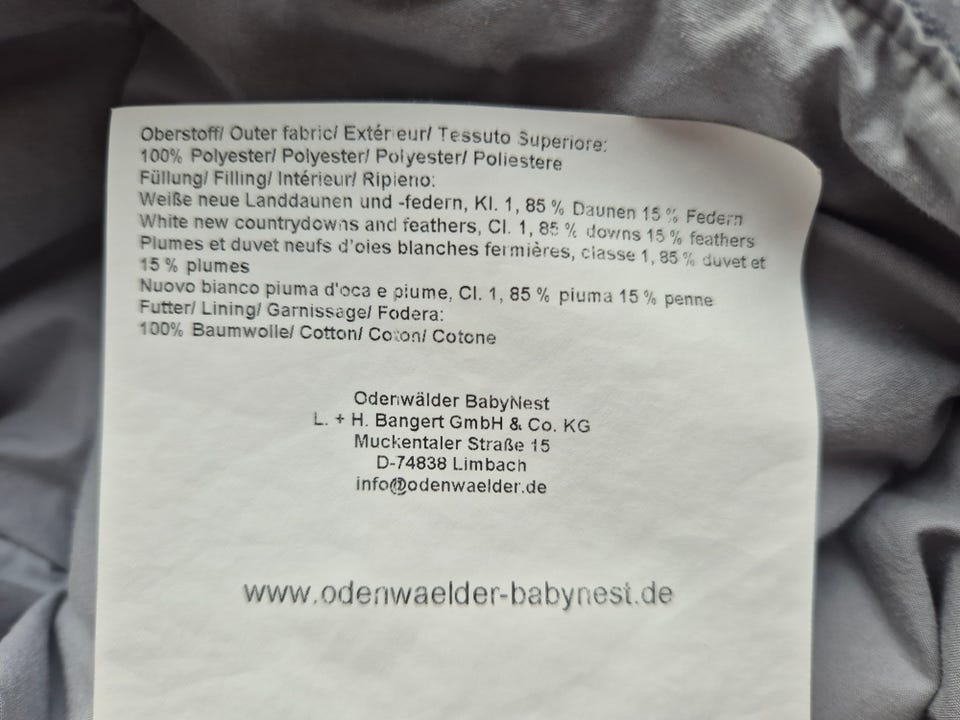 Oberstoff/ Outer fabric/ Extérieur/ Tessuto Superiore:
100% Polyester/ Polyester/ Polyester/ Poliestere
Füllung/ Filling/ Intérieur/ Ripieno:
Weiße neue Landdaunen und -federn, Kl. 1, 85 % Daunen 15 % Federn
White new countrydowns and feathers, Cl. 1, 85 % downs 15 % feathers
Plumes et duvet neufs d'oies blanches fermières, classe 1, 85 % duvet et
15 % plumes
Nuovo bianco piuma d'oca e piume, Cl. 1, 85 % piuma 15 % penne
Futter/ Lining/ Garnissage/ Fodera:
100% Baumwolle/ Cotton/ Coton/ Cotone
Odenwälder BabyNest
L. + H. Bangert GmbH & Co. KG
Muckentaler Straße 15
D-74838 Limbach
info@odenwaelder.de
www.odenwaelder-babynest.de